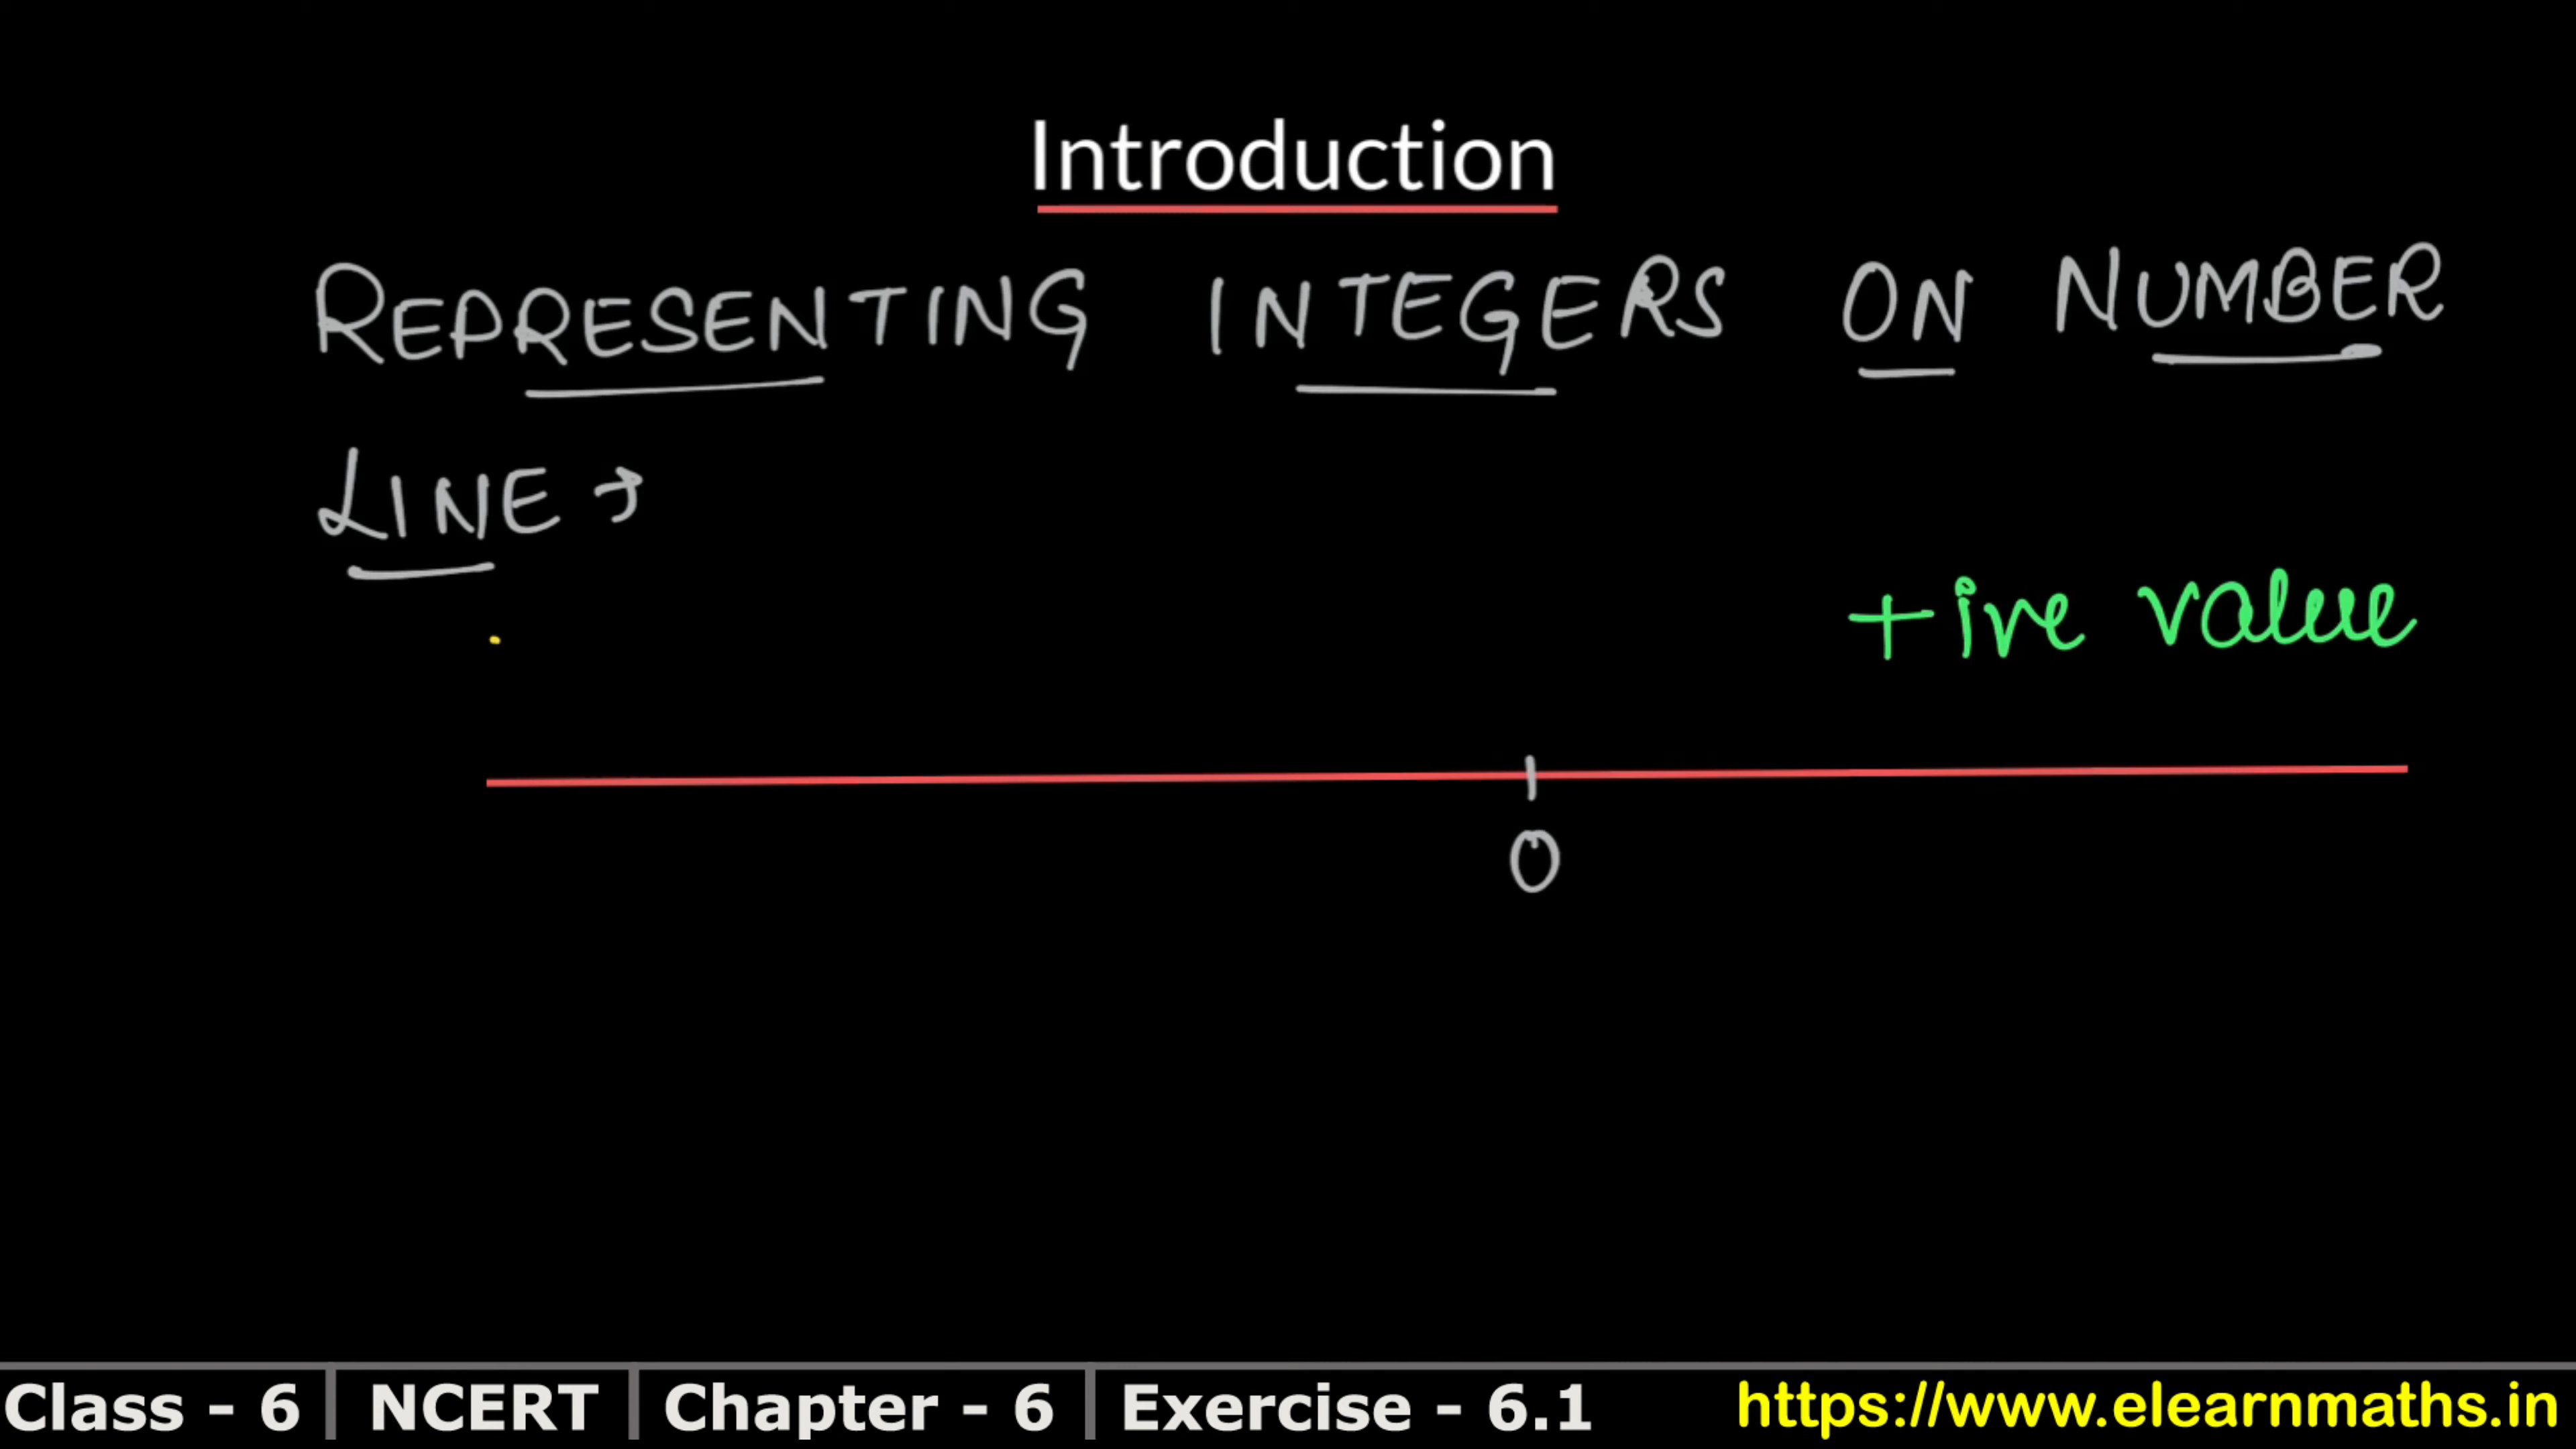 Introduction
REPRESENTING INTEGERS ON NUMBER
LINE →
+ive value
0
Class - 6 | NCERT | Chapter - 6 | Exercise - 6.1 https://www.elearnmaths.in